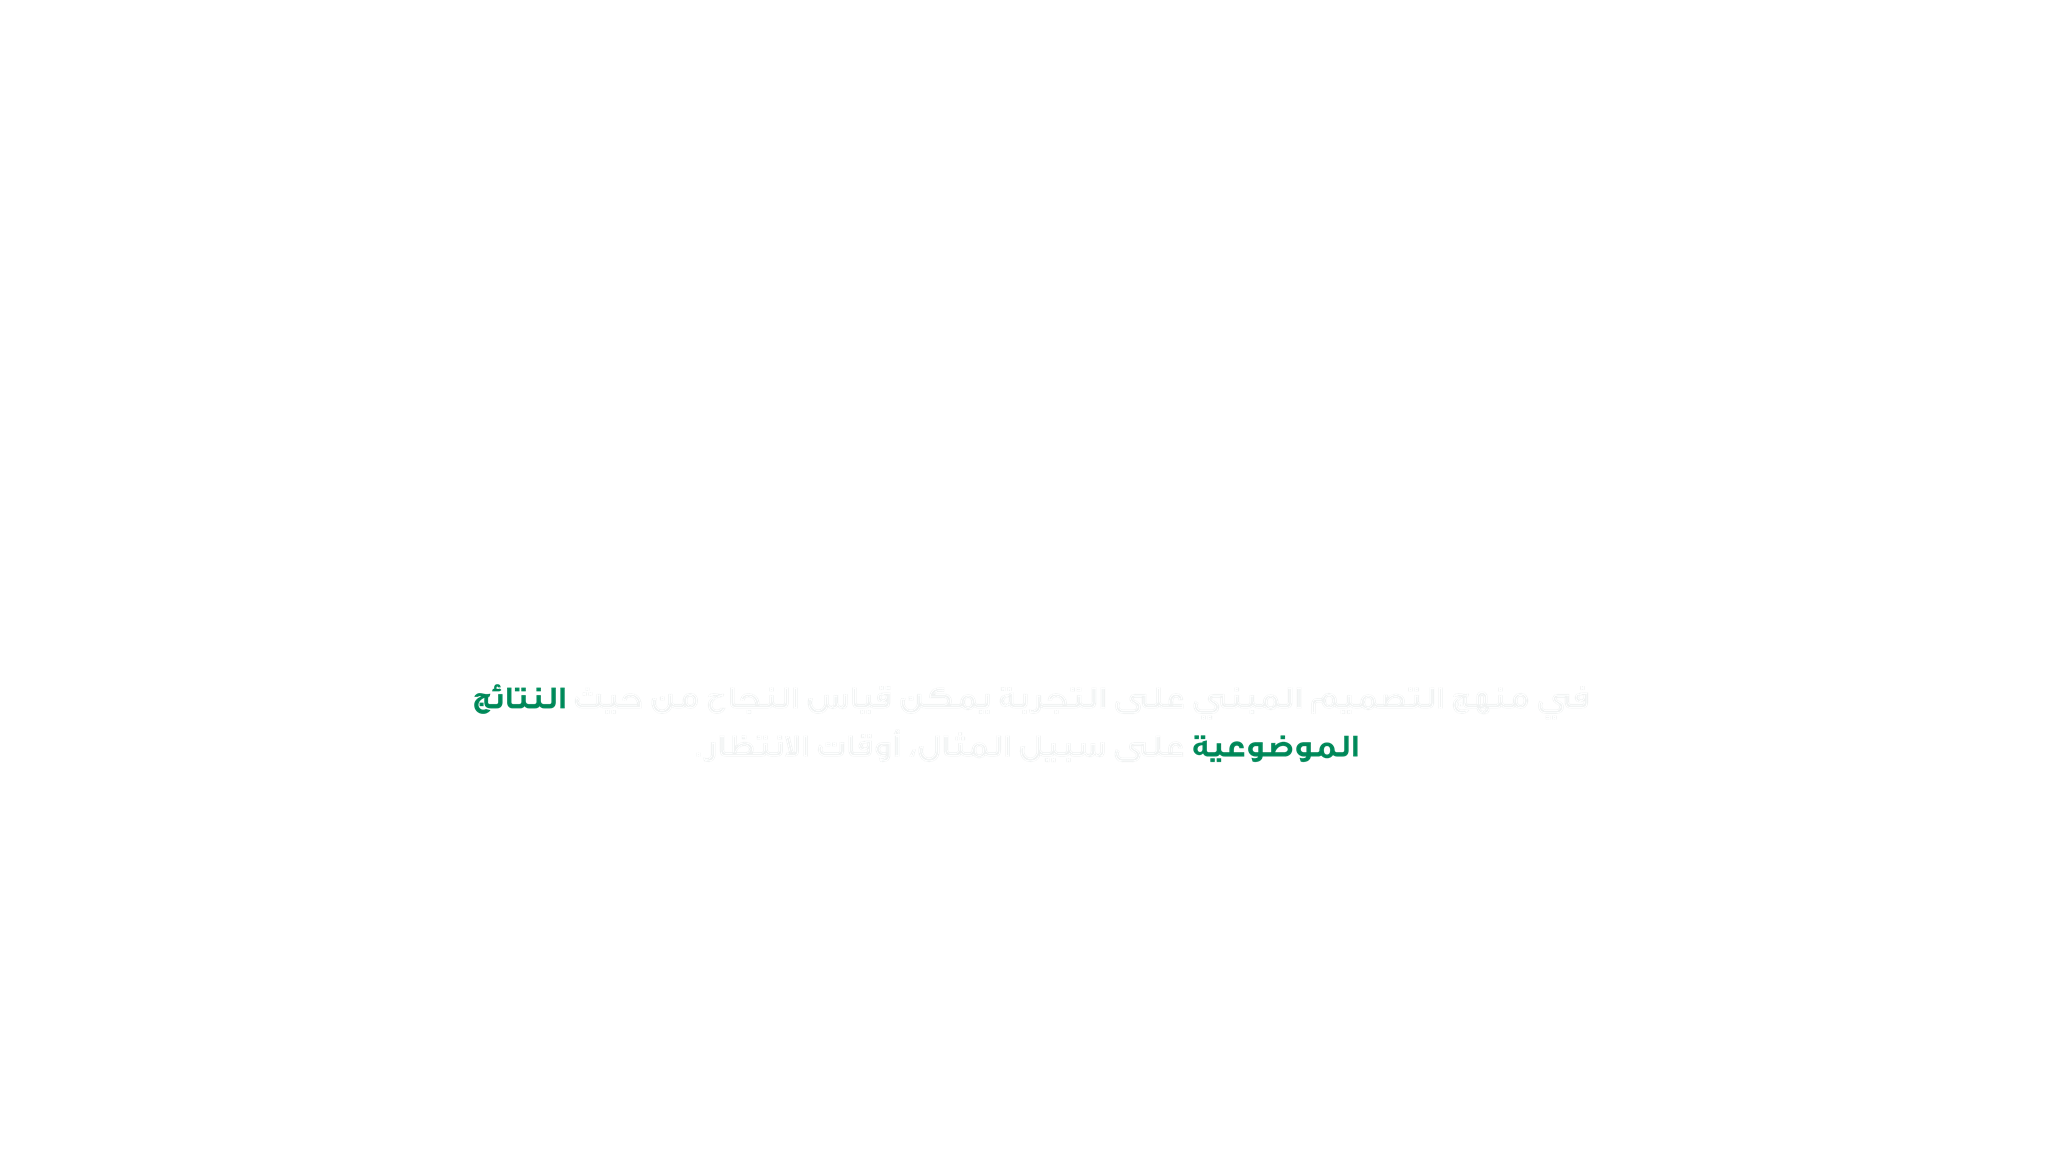 في منهج التصميم المبني على التجربة يمكن قياس النجاح من حيث النتائج
الموضوعية على سبيل المثال، أوقات الانتظار.